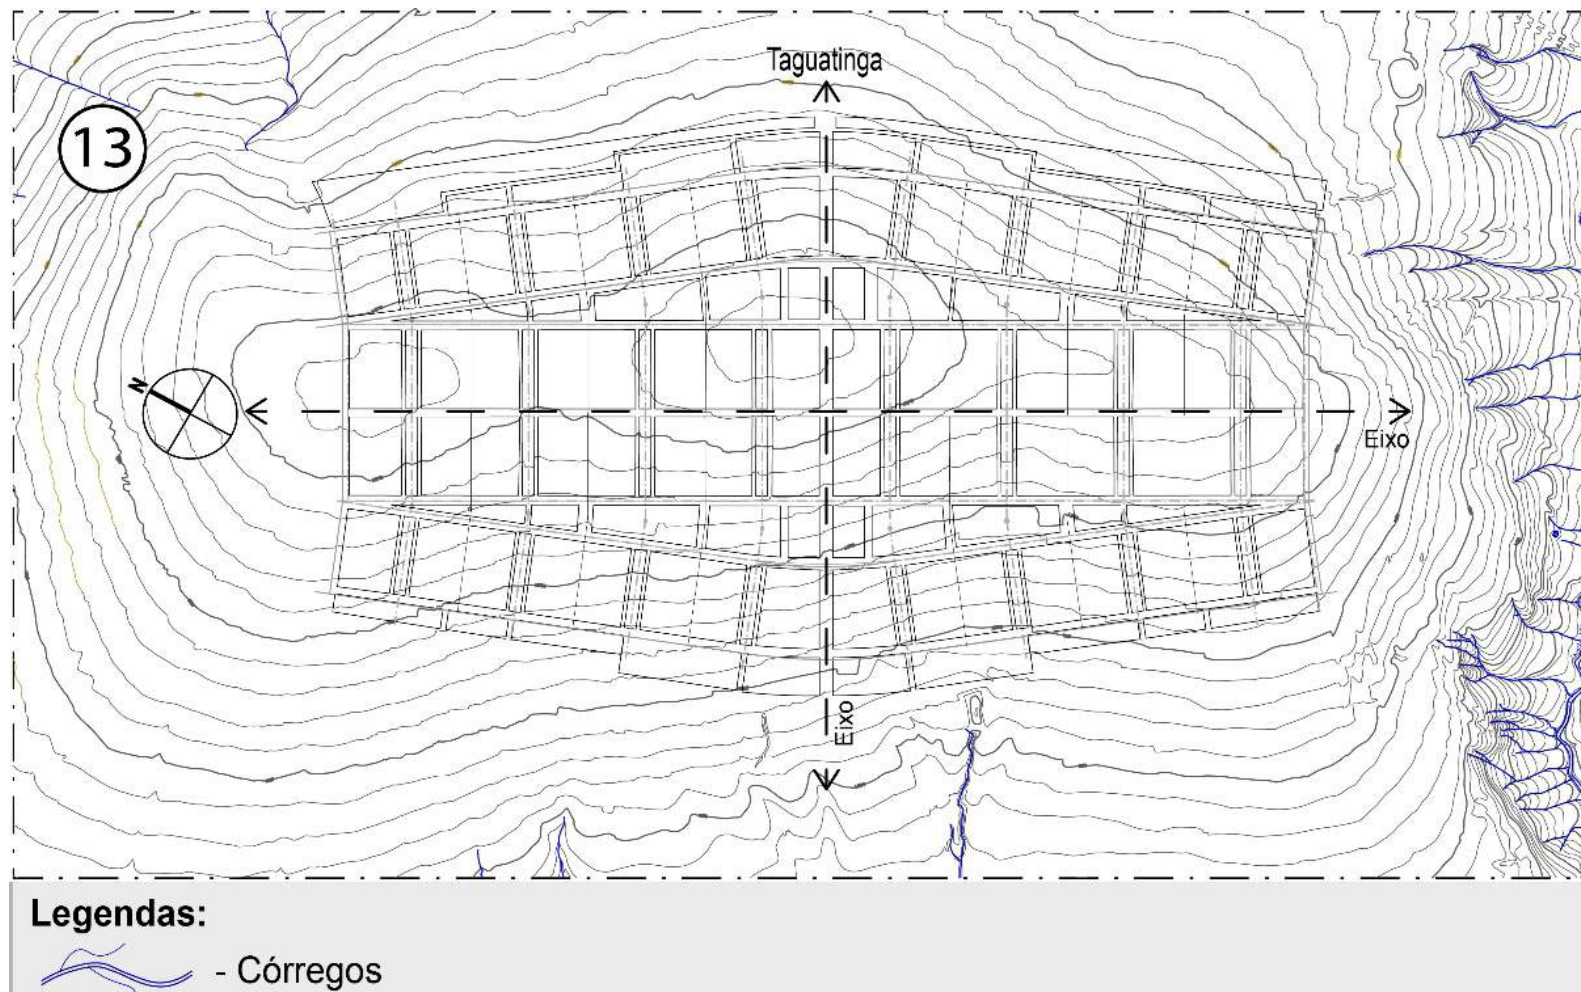 Taguatinga
13
N
Eixo
Eixo
Legendas:
- Córregos